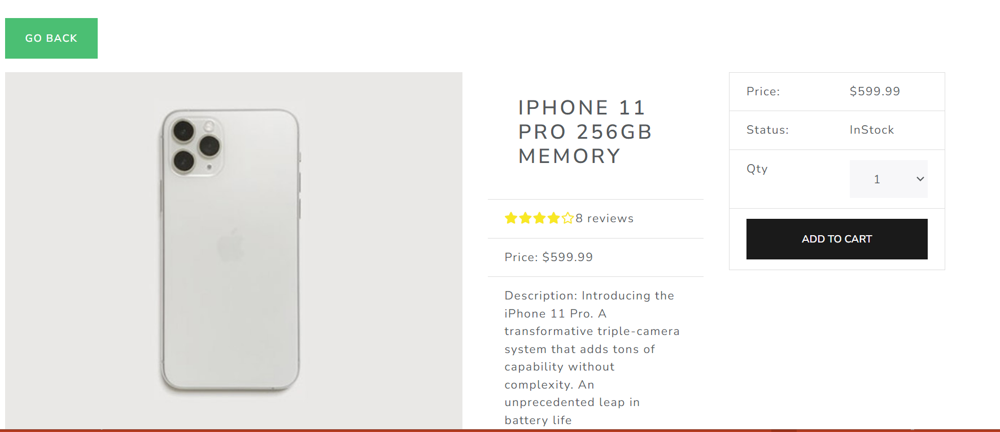 GO BACK
IPHONE 11
PRO 256GB
MEMORY
8 reviews
Price: $599.99
Description: Introducing the
iPhone 11 Pro. A
transformative triple-camera
system that adds tons of
capability without
complexity. An
unprecedented leap in
battery life
Price: $599.99
Status: InStock
Qty 1
ADD TO CART